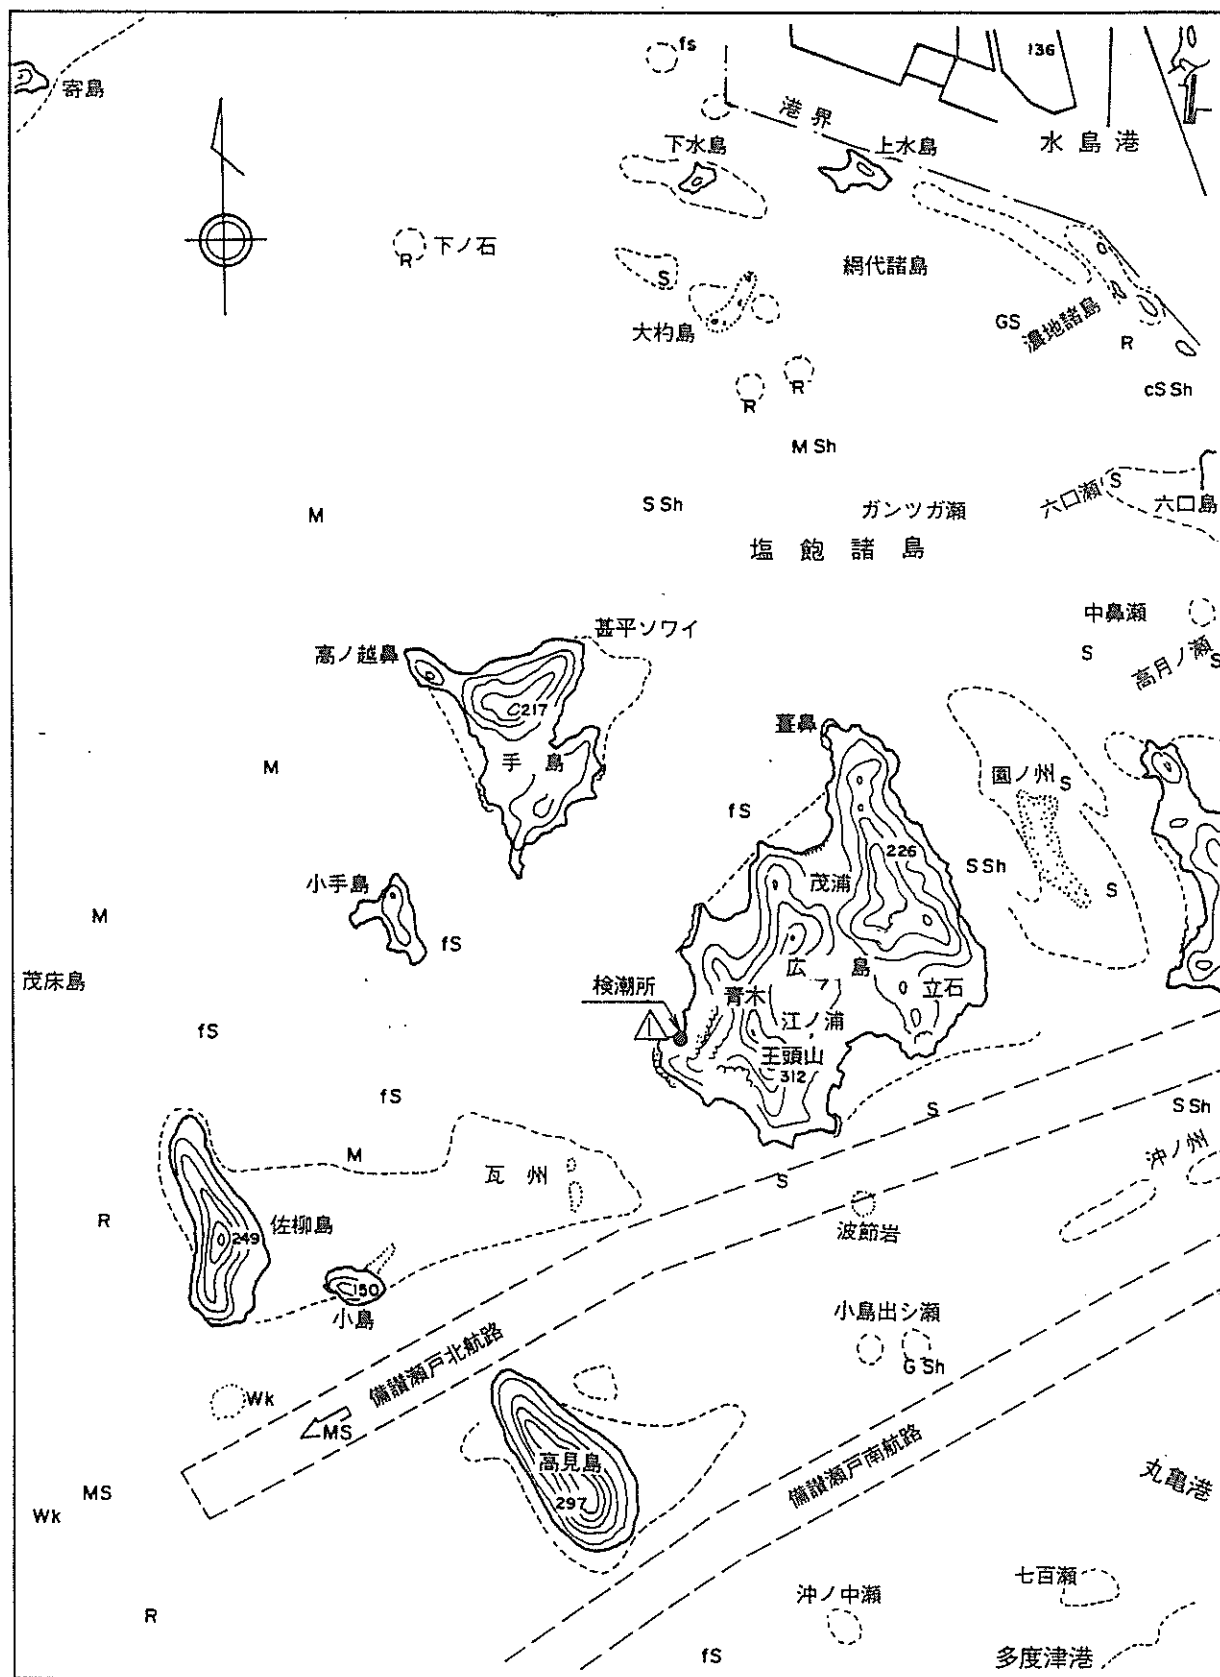 fs
136
寄島
港界
下水島
上水島
水島港
R
下ノ石
S
網代諸島
大杓島
GS
濃地諸島
R
R
R
cS Sh
M Sh
M
S Sh
ガンツガ瀬
六口瀬
S
六口島
塩飽諸島
中鼻瀬
甚平ソワイ
高ノ越鼻
S
高月ノ瀬
S
217
手島
園ノ州
S
M
fS
226
小手島
茂浦
S Sh
S
M
fS
広島
茂床島
検潮所
青木
立石
fS
江ノ浦
王頭山
312
fS
S
S Sh
M
瓦州
S
沖ノ州
R
佐柳島
249
波節岩
150
小島
小島出シ瀬
G Sh
備讃瀬戸北航路
Wk
MS
高見島
備讃瀬戸南航路
丸亀港
MS
297
Wk
七百瀬
R
沖ノ中瀬
fS
多度津港